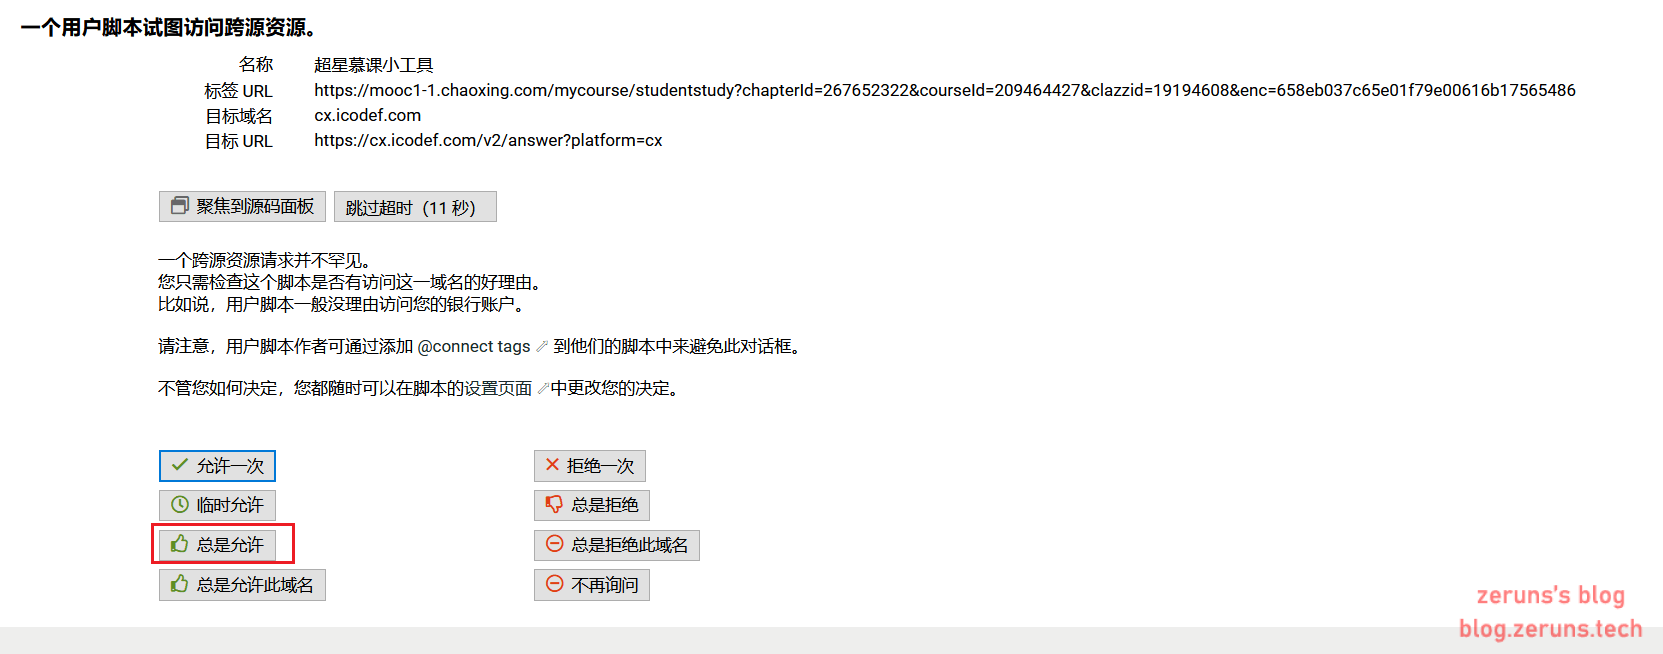 一个用户脚本试图访问跨源资源。
名称 超星慕课小工具
标签 URL https://mooc1-1.chaoxing.com/mycourse/studentstudy?chapterId=267652322&courseId=209464427&clazzid=19194608&enc=658eb037c65e01f79e00616b17565486
目标域名 cx.icodef.com
目标 URL https://cx.icodef.com/v2/answer?platform=cx
聚焦到源码面板 跳过超时（11 秒）
一个跨源资源请求并不罕见。
您只需检查这个脚本是否有访问这一域名的好理由。
比如说，用户脚本一般没理由访问您的银行账户。
请注意，用户脚本作者可通过添加 @connect tags 到他们的脚本中来避免此对话框。
不管您如何决定，您都随时可以在脚本的设置页面 中更改您的决定。
允许一次 拒绝一次
临时允许 总是拒绝
总是允许 总是拒绝此域名
总是允许此域名 不再询问
zeruns's blog
blog.zeruns.tech